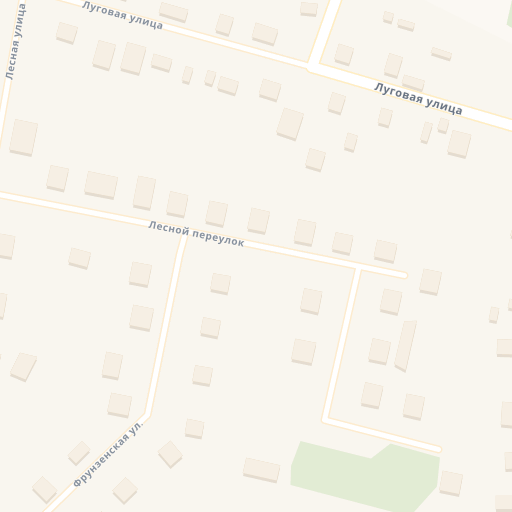 Луговая улица
Лесная улица
Луговая улица
Лесной переулок
Фрунзенская ул.